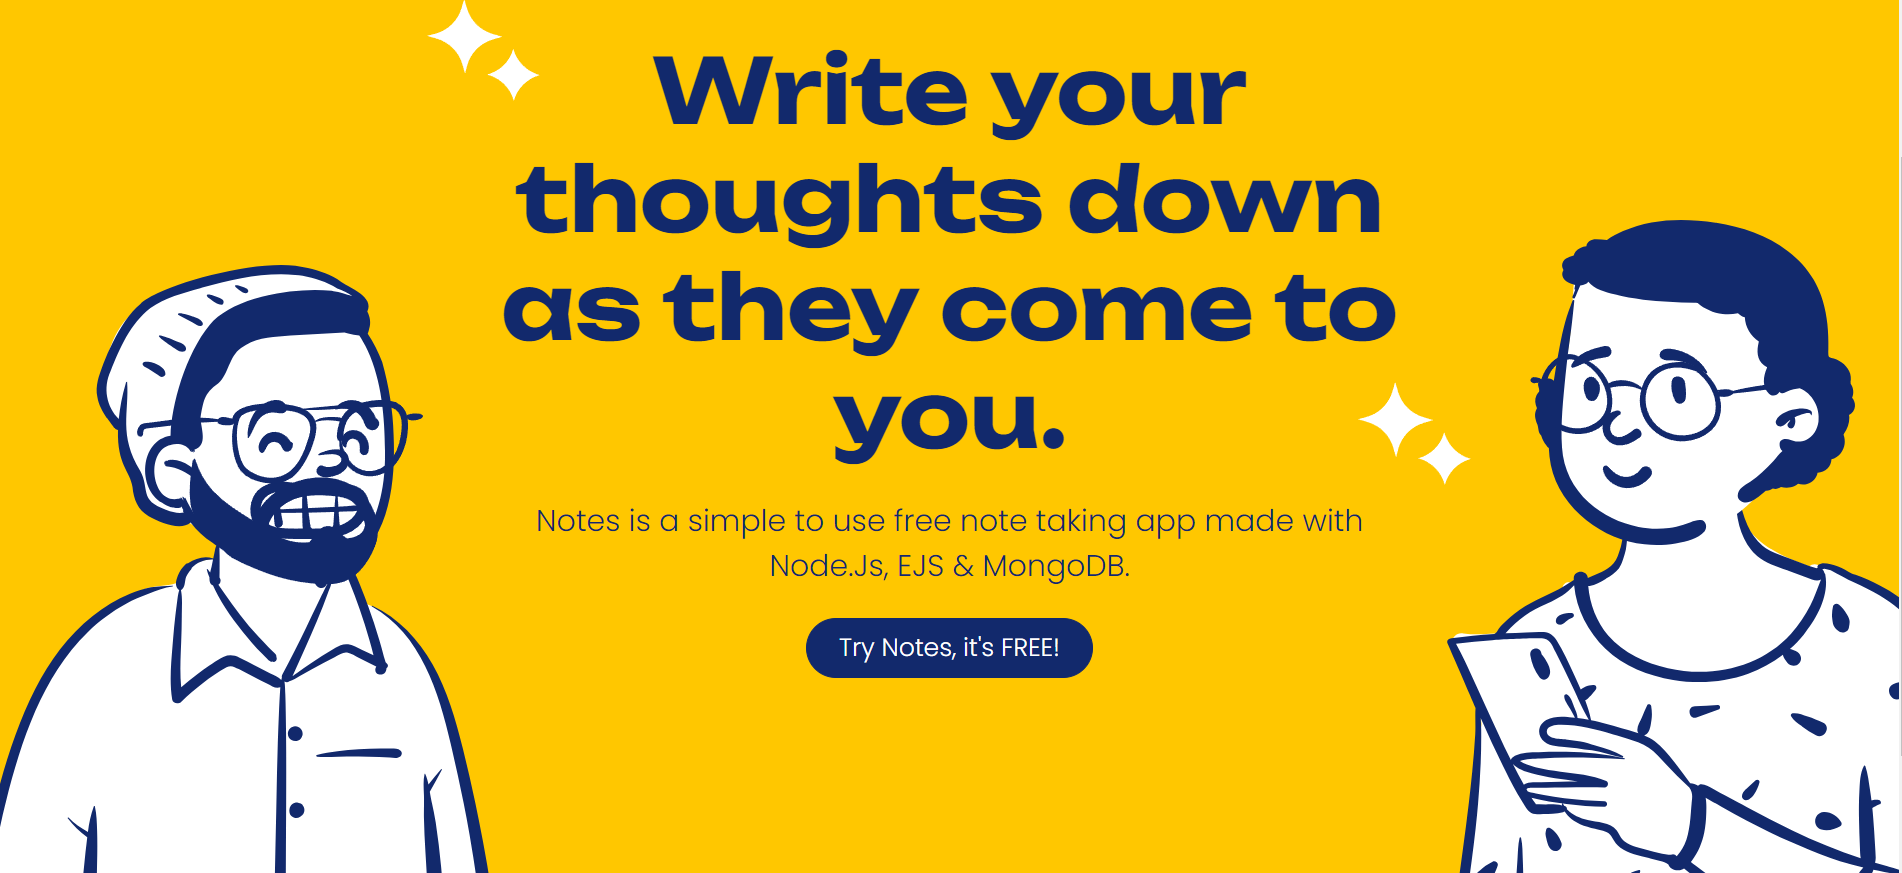 Write your
thoughts down
as they come to
you.
Notes is a simple to use free note taking app made with
Node.Js, EJS & MongoDB.
Try Notes, it's FREE!